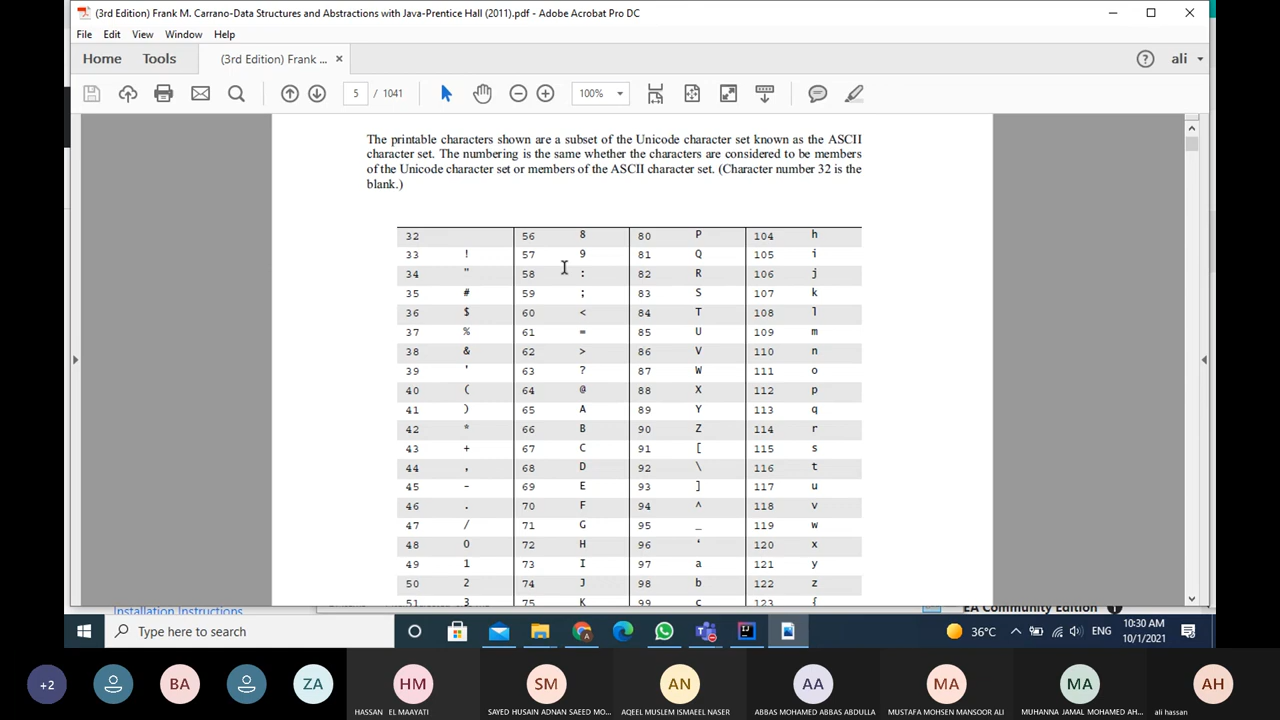 (3rd Edition) Frank M. Carrano-Data Structures and Abstractions with Java-Prentice Hall (2011).pdf - Adobe Acrobat Pro DC
File Edit View Window Help
Home Tools (3rd Edition) Frank ... × ali
5 / 1041 100%
The printable characters shown are a subset of the Unicode character set known as the ASCII
character set. The numbering is the same whether the characters are considered to be members
of the Unicode character set or members of the ASCII character set. (Character number 32 is the
blank.)
32 56 8 80 P 104 h
33 ! 57 9 81 Q 105 i
34 " 58 : 82 R 106 j
35 # 59 ; 83 S 107 k
36 $ 60 < 84 T 108 l
37 % 61 = 85 U 109 m
38 & 62 > 86 V 110 n
39 ' 63 ? 87 W 111 o
40 ( 64 @ 88 X 112 p
41 ) 65 A 89 Y 113 q
42 * 66 B 90 Z 114 r
43 + 67 C 91 [ 115 s
44 , 68 D 92 \ 116 t
45 - 69 E 93 ] 117 u
46 . 70 F 94 ^ 118 v
47 / 71 G 95 _ 119 w
48 0 72 H 96 ‘ 120 x
49 1 73 I 97 a 121 y
50 2 74 J 98 b 122 z
51 3 75 K 99 c 123 {
Installation Instructions EA Community Edition
Type here to search 36°C ENG 10:30 AM
10/1/2021
+2 BA ZA HM SM AN AA MA MA AH
HASSAN EL MAAYATI SAYED HUSAIN ADNAN SAEED MO... AQEEL MUSLEM ISMAEEL NASER ABBAS MOHAMED ABBAS ABDULLA MUSTAFA MOHSEN MANSOOR ALI MUHANNA JAMAL MOHAMED AH... ali hassan